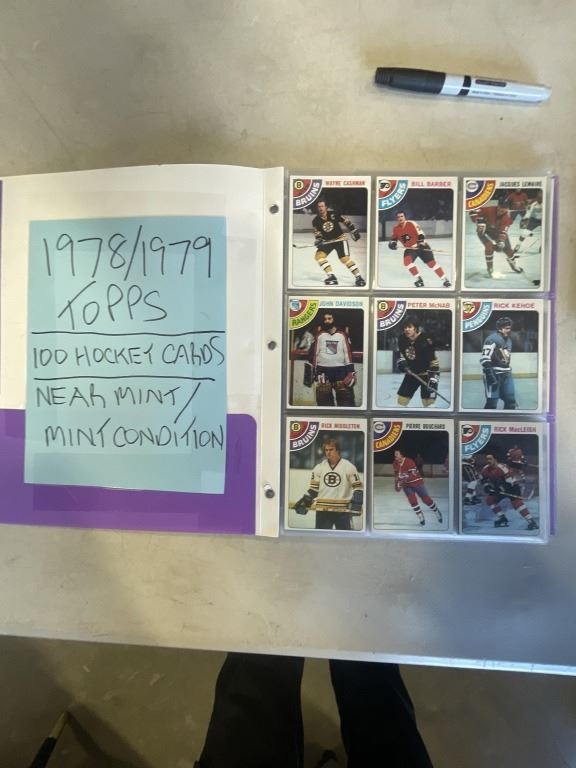 1978/1979
TOPPS
100 HOCKEY CARDS
NEAR MINT/
MINT CONDITION
WAYNE CASHMAN
BRUINS
BILL BARBER
FLYERS
JACQUES LEMAIRE
CANADIENS
JOHN DAVIDSON
RANGERS
PETER McNAB
BRUINS
RICK KEHOE
PENGUINS
RICK MIDDLETON
BRUINS
PIERRE BOUCHARD
CANADIENS
RICK MacLEISH
FLYERS